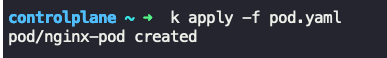 controlplane ~ ➜  k apply -f pod.yaml
pod/nginx-pod created